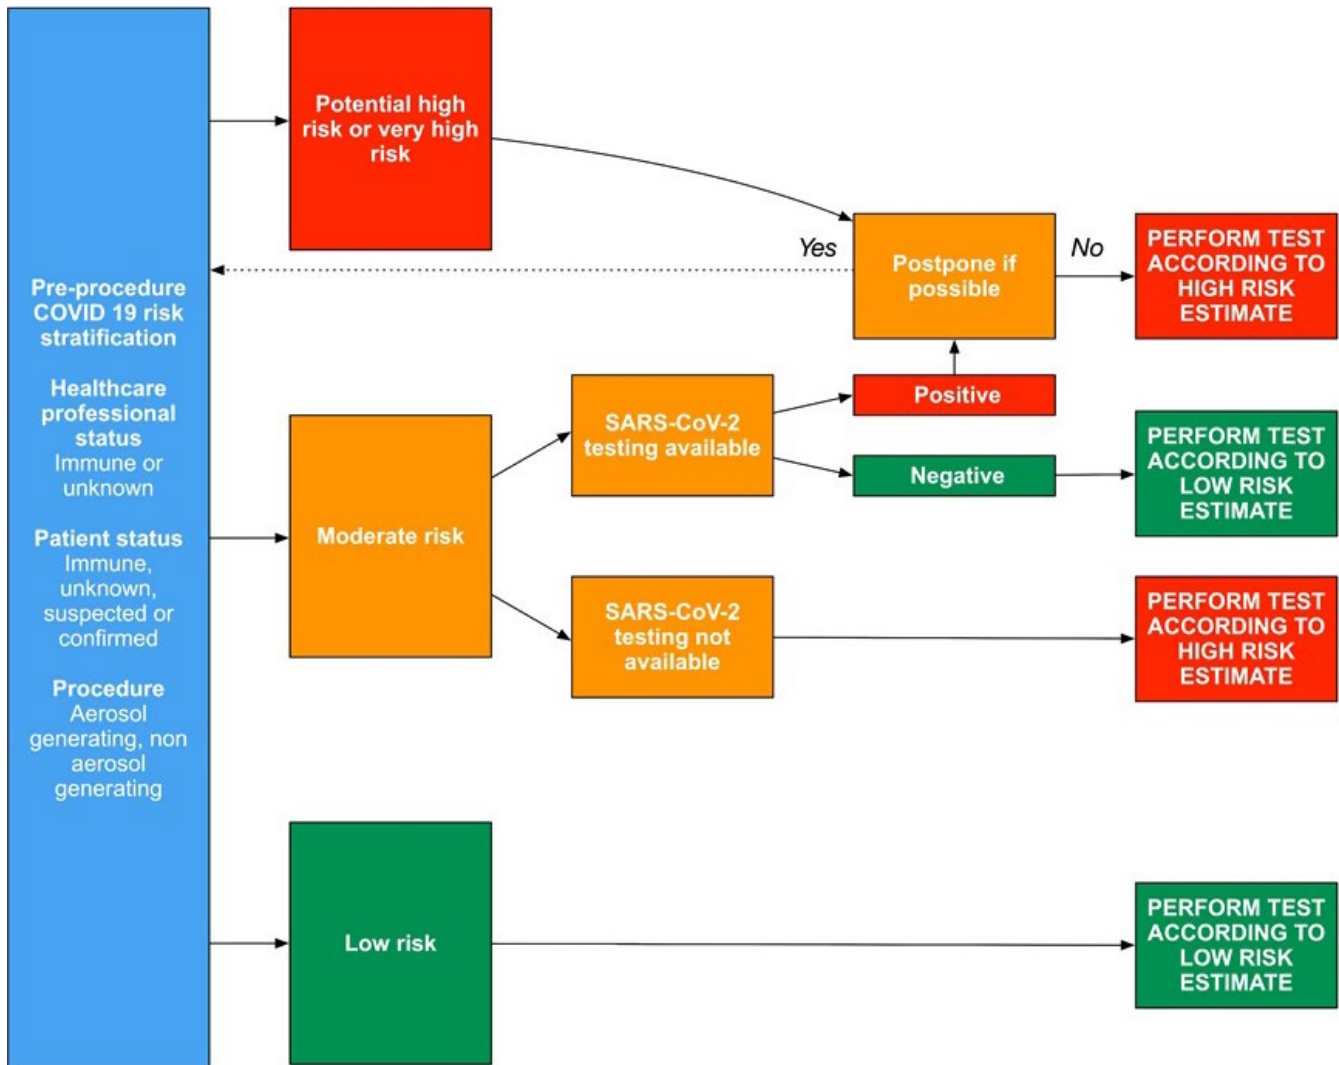 Pre-procedure
COVID 19 risk
stratification
Healthcare
professional
status
Immune or
unknown
Patient status
Immune,
unknown,
suspected or
confirmed
Procedure
Aerosol
generating, non
aerosol
generating
Potential high
risk or very high
risk
Yes
Postpone if
possible
No
PERFORM TEST
ACCORDING TO
HIGH RISK
ESTIMATE
Moderate risk
SARS-CoV-2
testing available
Positive
Negative
PERFORM TEST
ACCORDING TO
LOW RISK
ESTIMATE
SARS-CoV-2
testing not
available
PERFORM TEST
ACCORDING TO
HIGH RISK
ESTIMATE
Low risk
PERFORM TEST
ACCORDING TO
LOW RISK
ESTIMATE